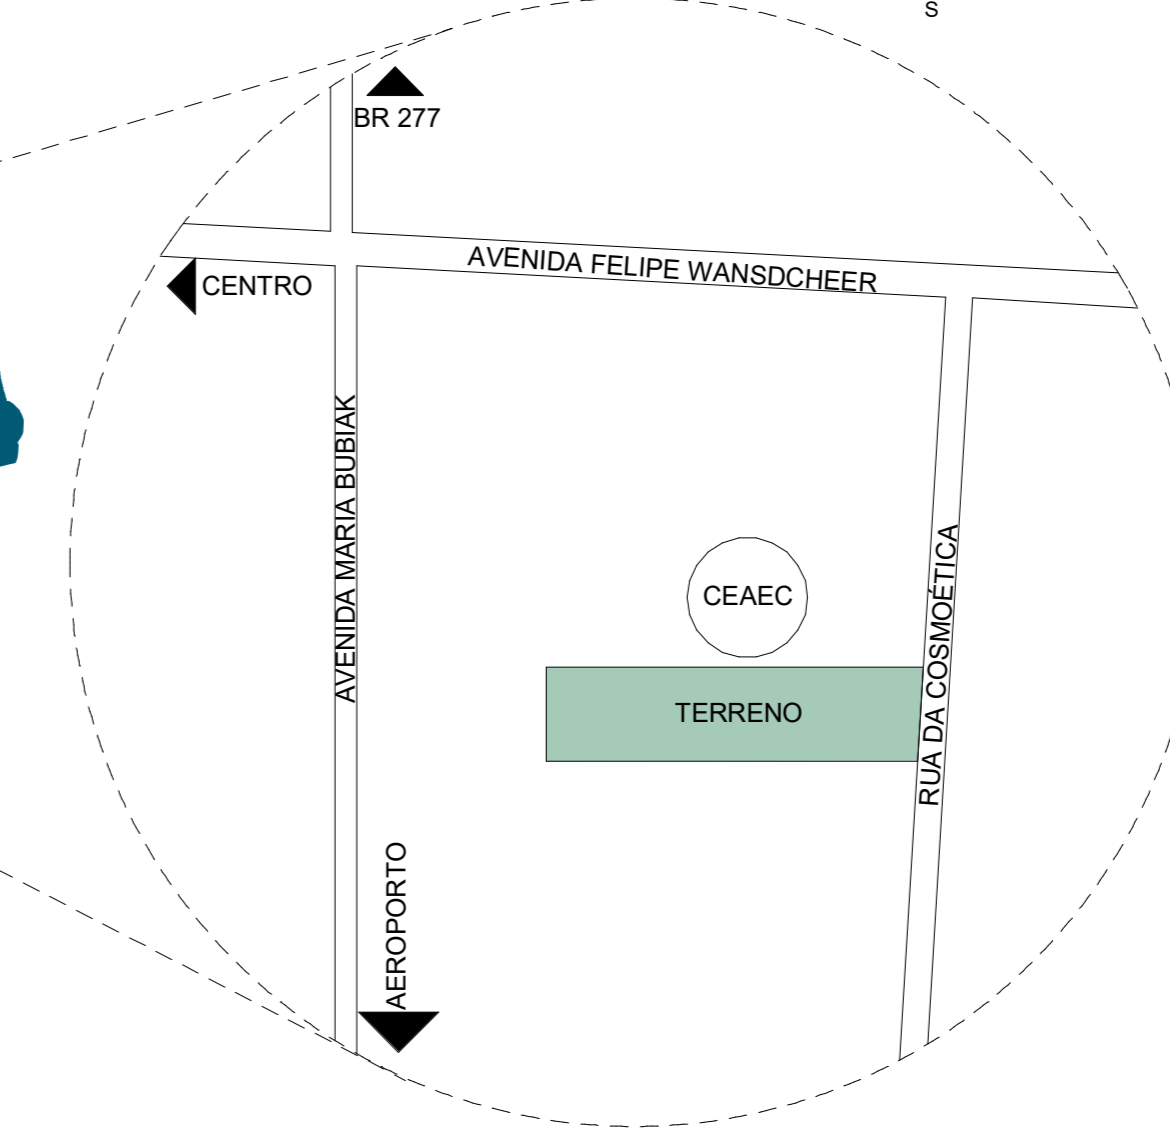 S
BR 277
AVENIDA FELIPE WANSDCHEER
CENTRO
AVENIDA MARIA BUBIAK
CEAEC
RUA DA COSMOÉTICA
TERRENO
AEROPORTO